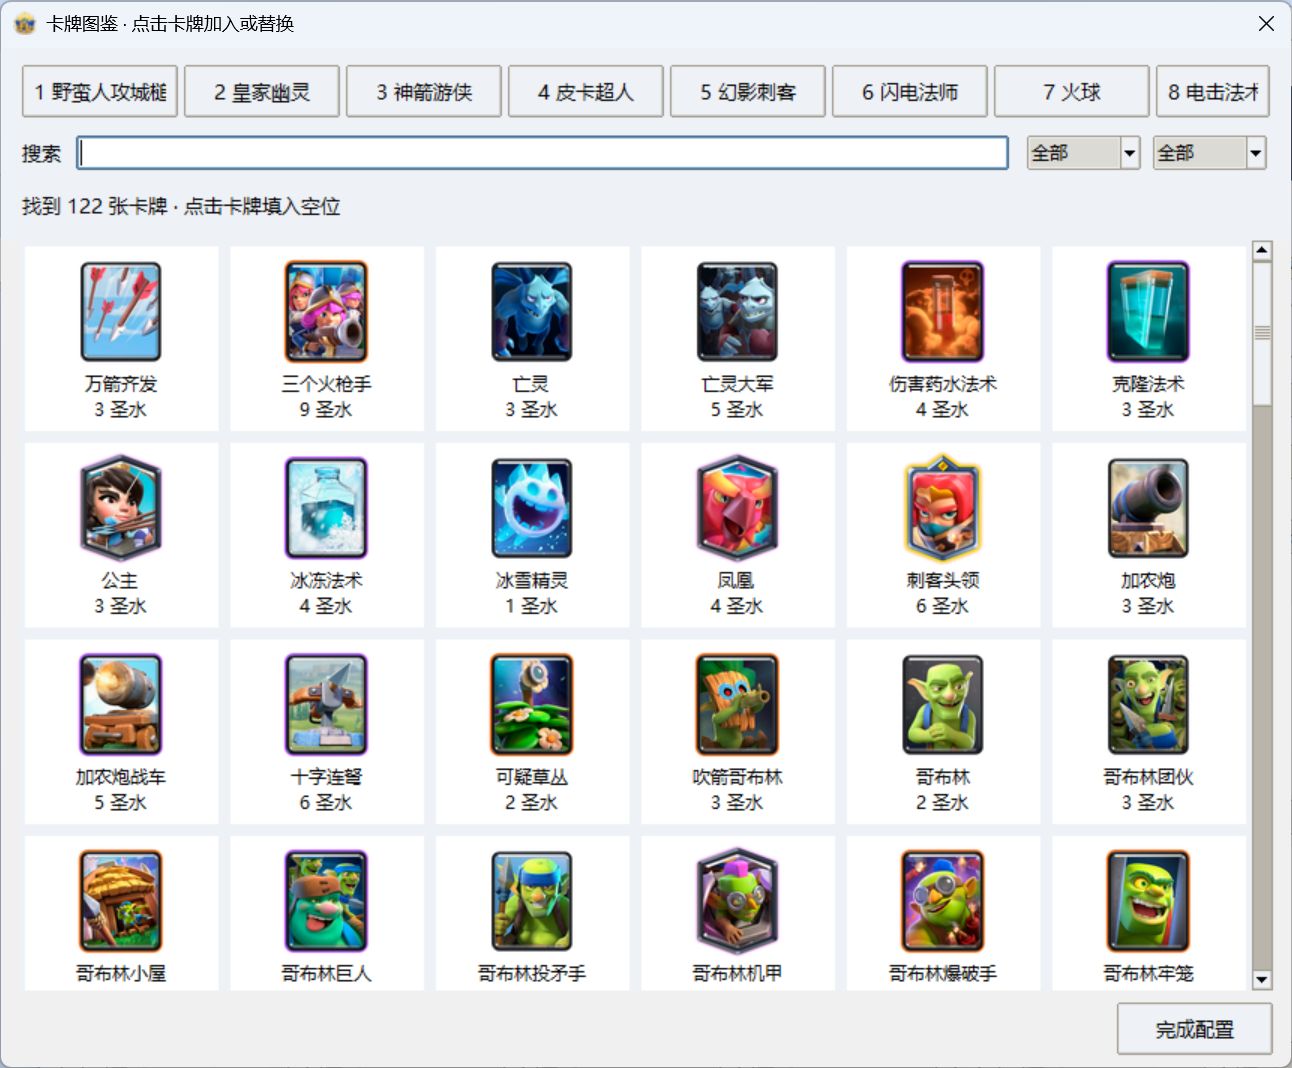 卡牌图鉴 · 点击卡牌加入或替换
1 野蛮人攻城槌
2 皇家幽灵
3 神箭游侠
4 皮卡超人
5 幻影刺客
6 闪电法师
7 火球
8 电击法术
搜索
全部
全部
找到 122 张卡牌 · 点击卡牌填入空位
万箭齐发
3 圣水
三个火枪手
9 圣水
亡灵
3 圣水
亡灵大军
5 圣水
伤害药水法术
4 圣水
克隆法术
3 圣水
公主
3 圣水
冰冻法术
4 圣水
冰雪精灵
1 圣水
凤凰
4 圣水
刺客头领
6 圣水
加农炮
3 圣水
加农炮战车
5 圣水
十字连弩
6 圣水
可疑草丛
2 圣水
吹箭哥布林
3 圣水
哥布林
2 圣水
哥布林团伙
3 圣水
哥布林小屋
哥布林巨人
哥布林投矛手
哥布林机甲
哥布林爆破手
哥布林牢笼
完成配置